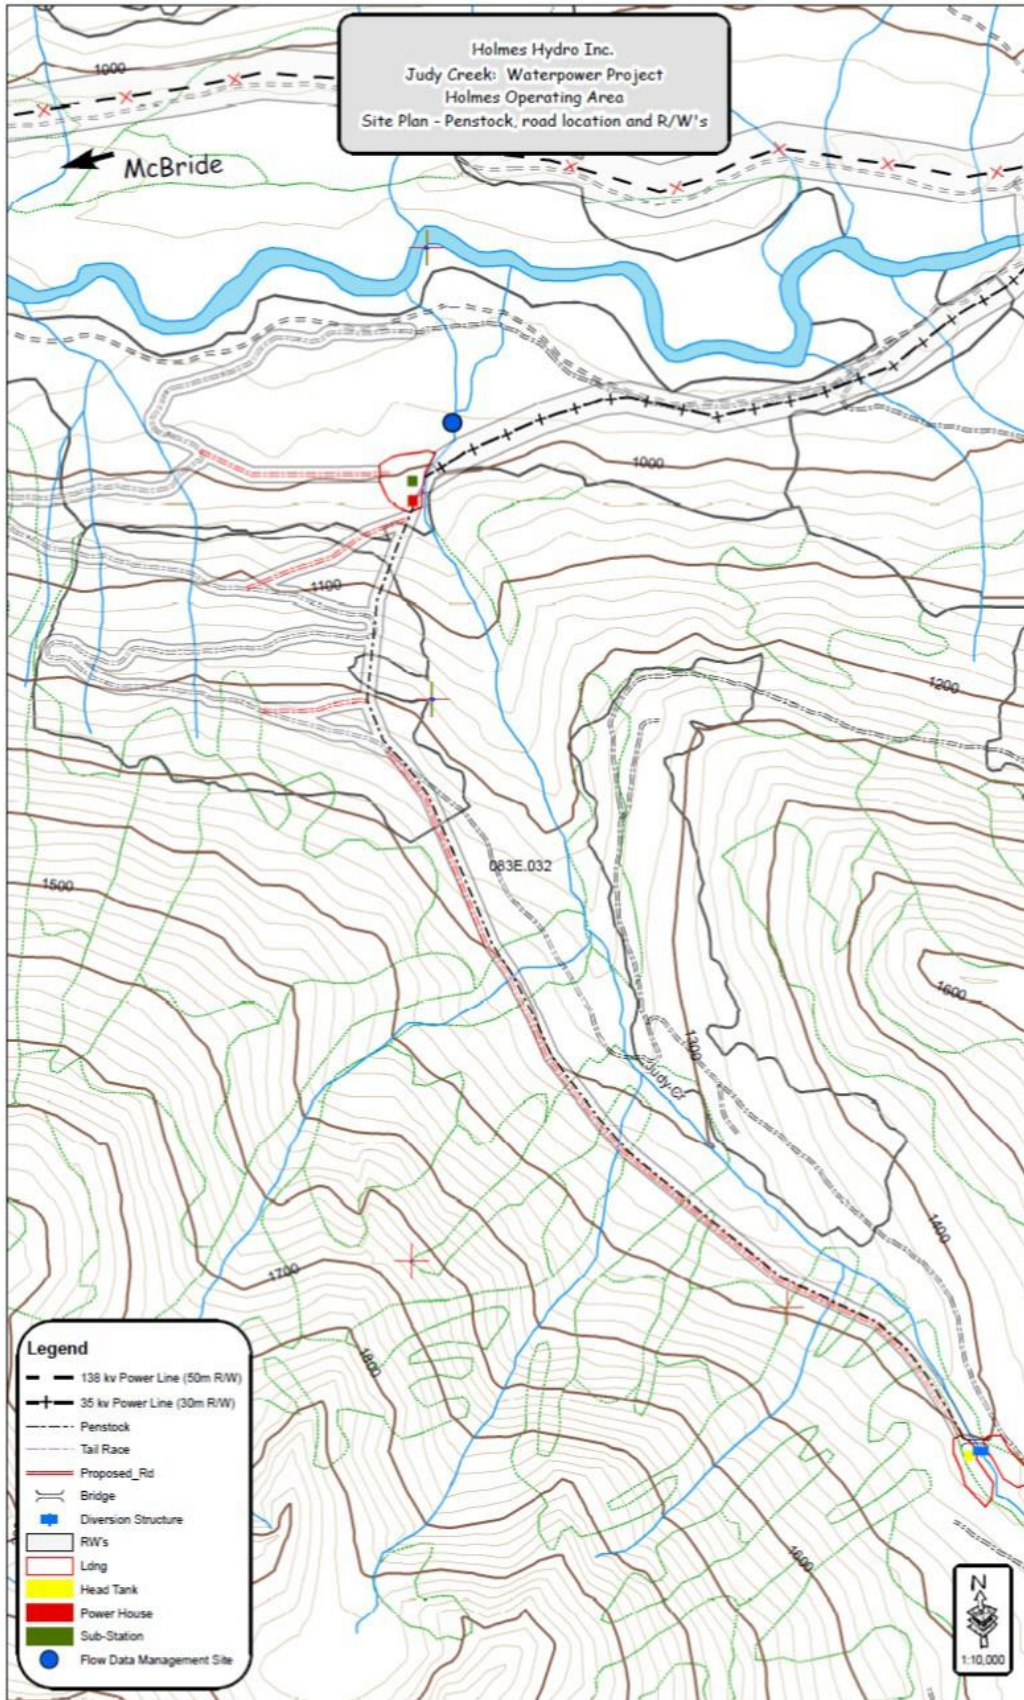 Holmes Hydro Inc.
Judy Creek: Waterpower Project
Holmes Operating Area
Site Plan - Penstock, road location and R/W's
1000
McBride
1000
1100
1200
083E.032
1500
1600
1300
Judy-Cr
1400
1700
1800
1600
Legend
138 kv Power Line (50m R/W)
35 kv Power Line (30m R/W)
Penstock
Tail Race
Proposed_Rd
Bridge
Diversion Structure
RW's
Ldng
Head Tank
Power House
Sub-Station
Flow Data Management Site
N
1:10,000